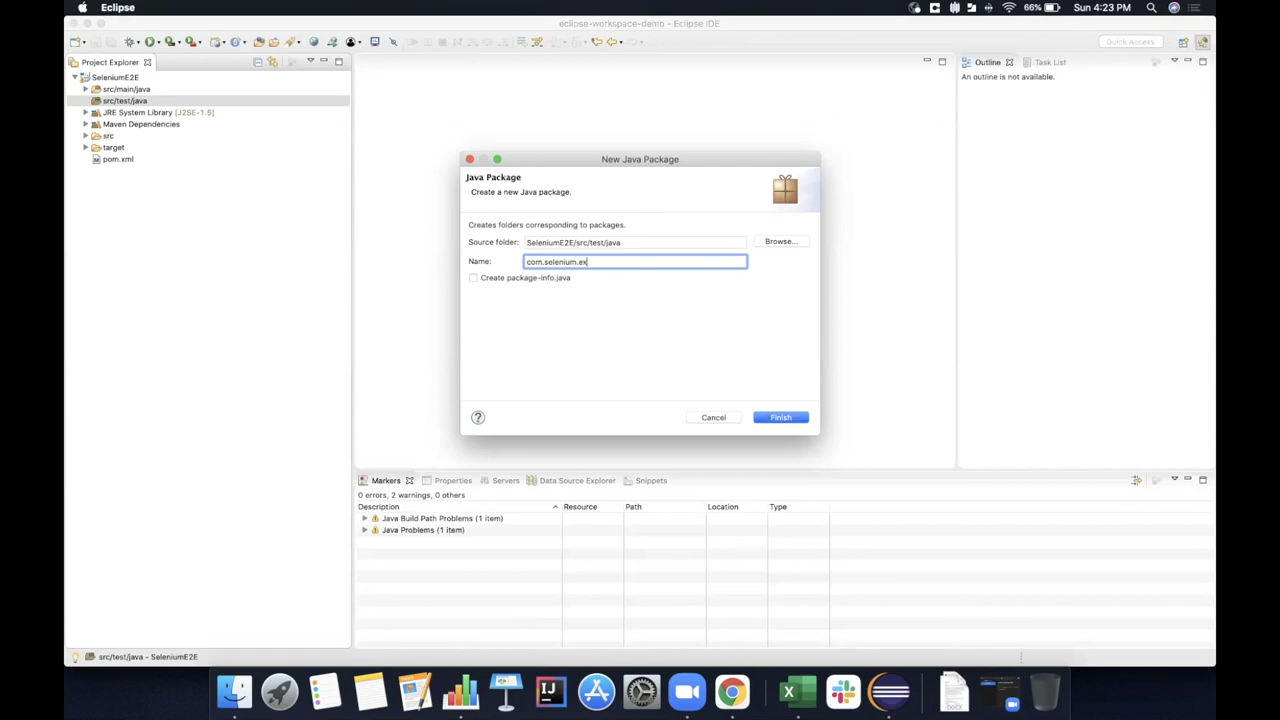 Eclipse
66%
Sun 4:23 PM
eclipse-workspace-demo - Eclipse IDE
Quick Access
Project Explorer
Outline
Task List
SeleniumE2E
An outline is not available.
src/main/java
src/test/java
JRE System Library [J2SE-1.5]
Maven Dependencies
src
target
pom.xml
New Java Package
Java Package
Create a new Java package.
Creates folders corresponding to packages.
Source folder: SeleniumE2E/src/test/java Browse...
Name: com.selenium.ex
Create package-info.java
? Cancel Finish
Markers Properties Servers Data Source Explorer Snippets
0 errors, 2 warnings, 0 others
Description Resource Path Location Type
Java Build Path Problems (1 item)
Java Problems (1 item)
src/test/java - SeleniumE2E
IJ
DOCX